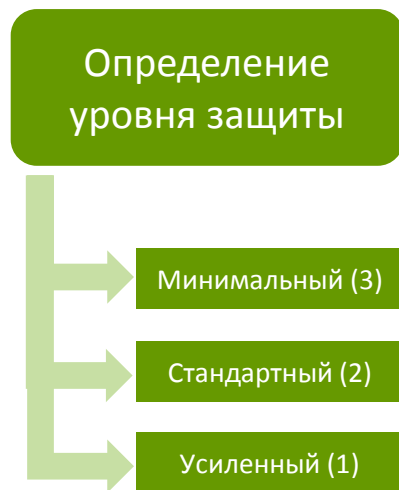 Определение
уровня защиты
Минимальный (3)
Стандартный (2)
Усиленный (1)